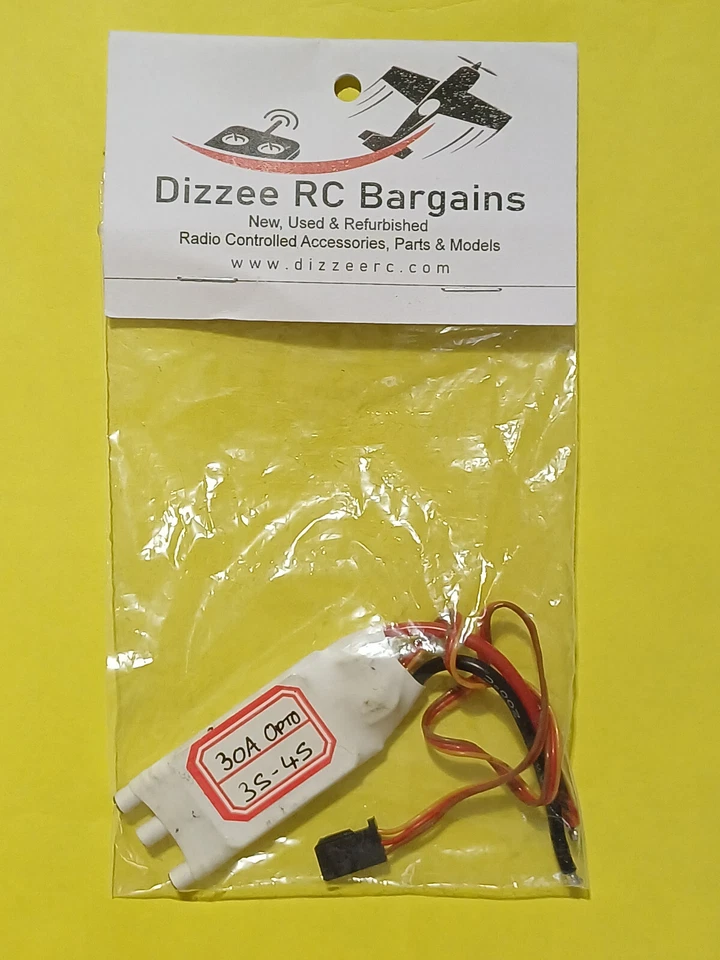 Dizzee RC Bargains
New, Used & Refurbished
Radio Controlled Accessories, Parts & Models
www.dizzeerc.com
30A OPTO
3S-4S